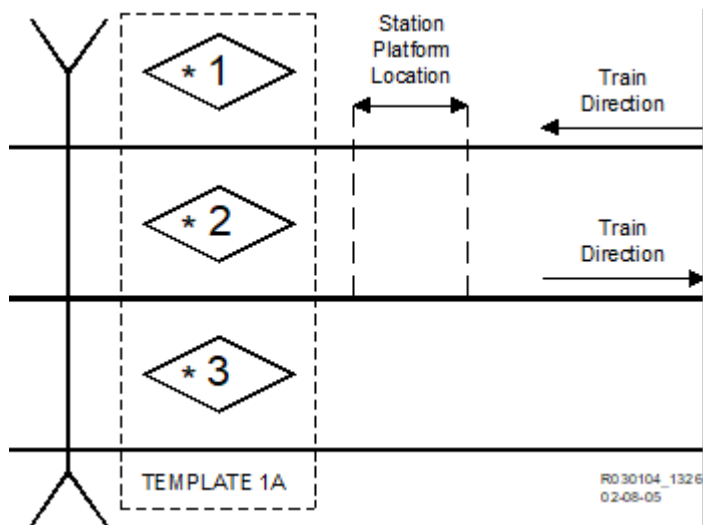 Station
Platform
Location
* 1
Train
Direction
* 2
Train
Direction
* 3
TEMPLATE 1A
R030104_1326
02-08-05